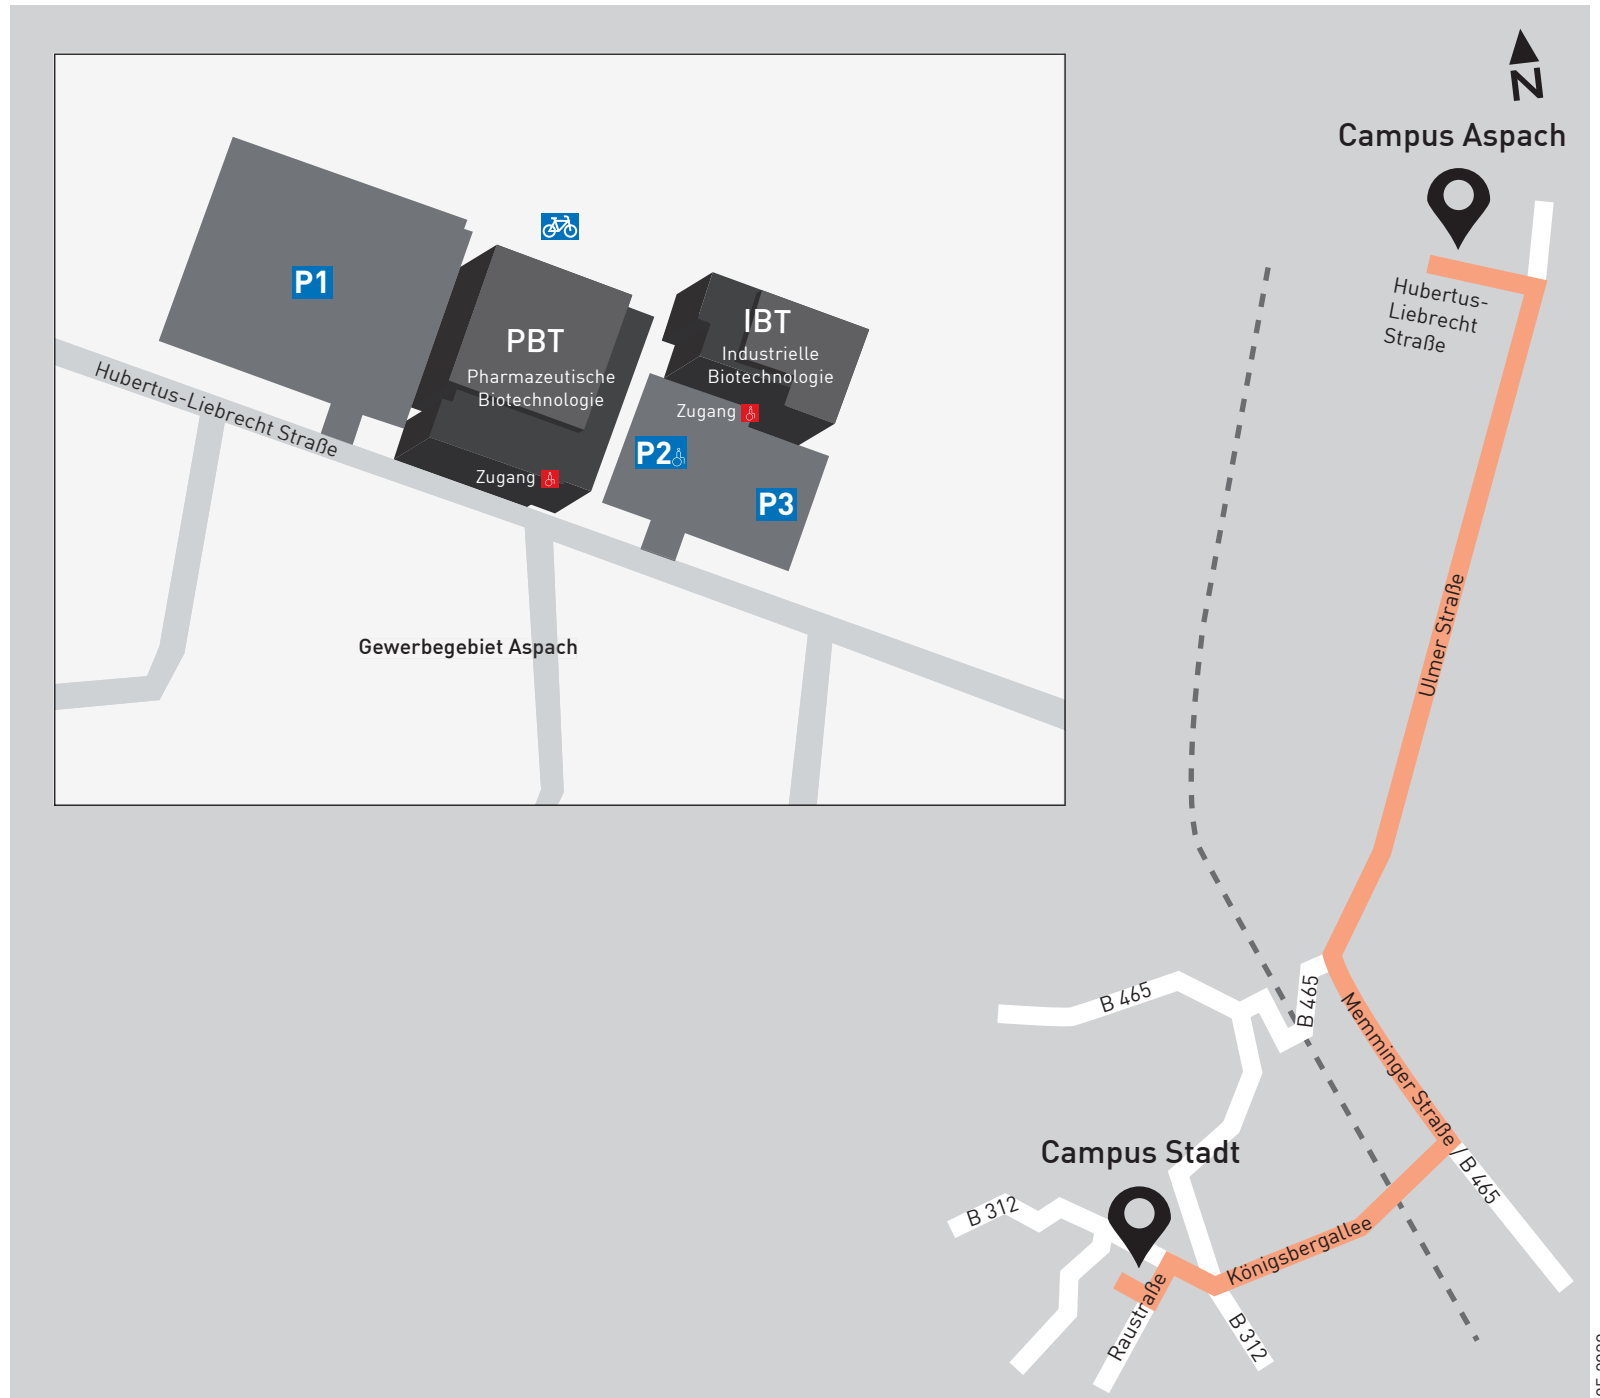 N
Campus Aspach
Hubertus-
Liebrecht
Straße
P1
PBT
Pharmazeutische
Biotechnologie
IBT
Industrielle
Biotechnologie
Zugang
P2
Zugang
P3
Hubertus-Liebrecht Straße
Gewerbegebiet Aspach
Ulmer Straße
B 465
B 465
Memminger Straße / B 465
Campus Stadt
B 312
Königsbergallee
Raustraße
B 312